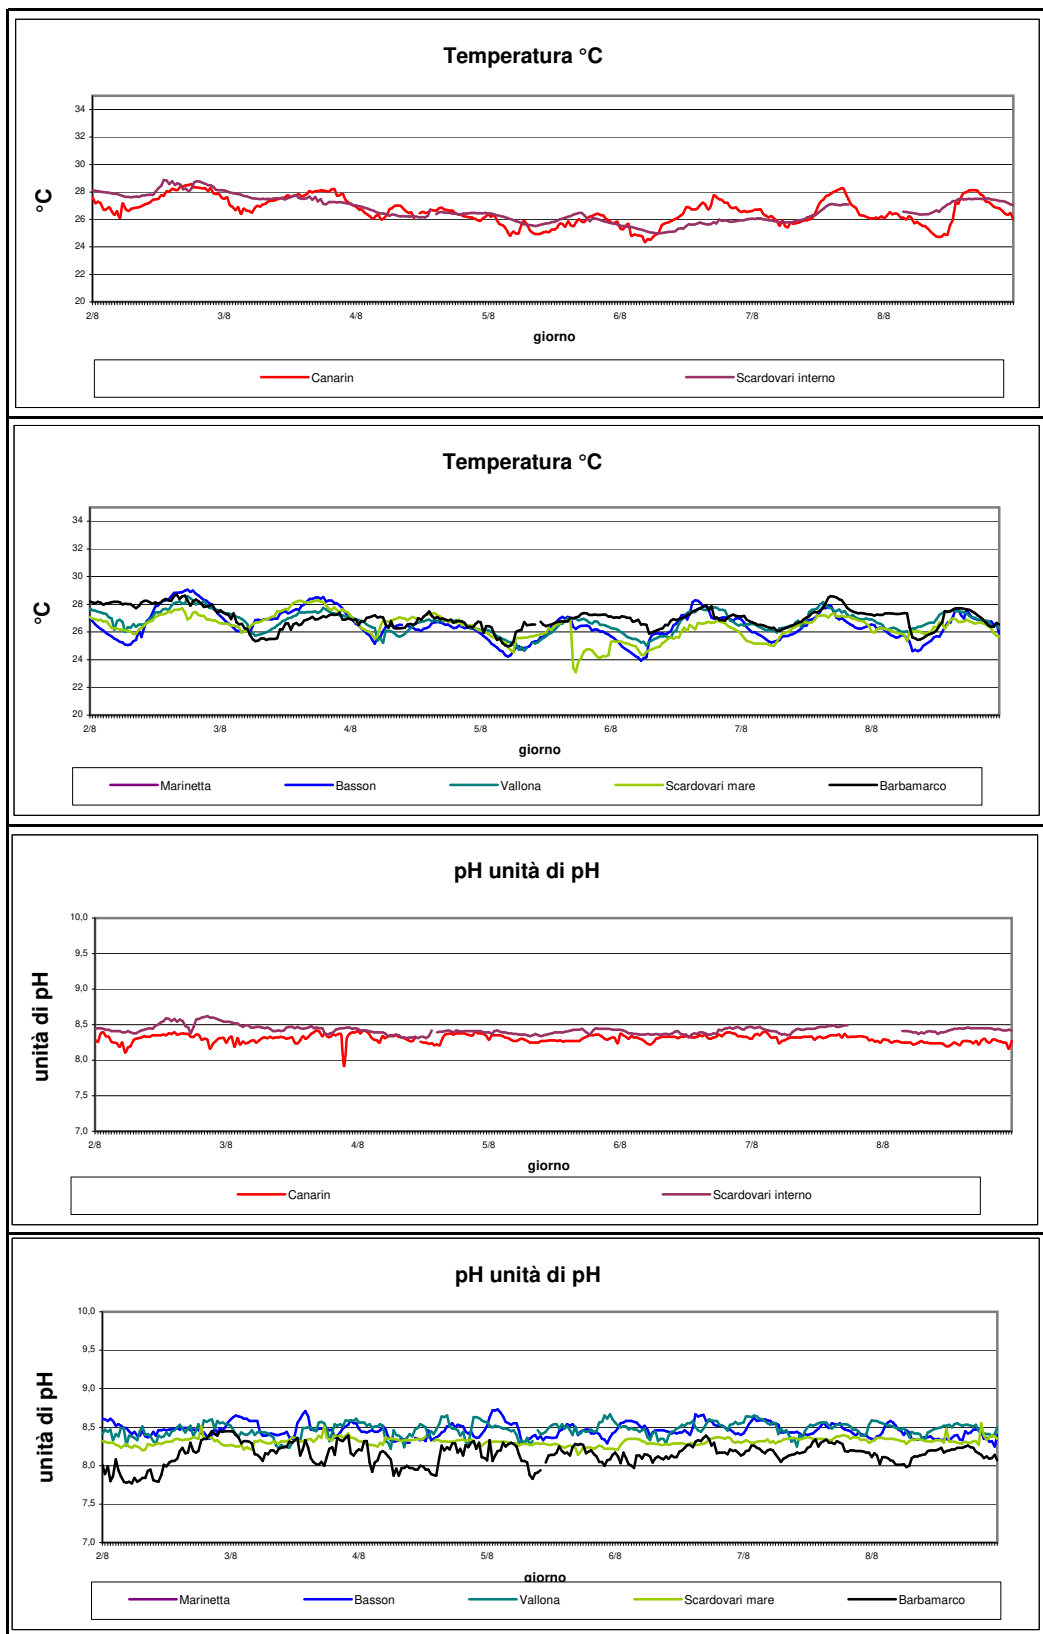 Temperatura °C
34
32
30
28
26
24
22
20
°C
2/8 3/8 4/8 5/8 6/8 7/8 8/8
giorno
Canarin Scardovari interno
Temperatura °C
34
32
30
28
26
24
22
20
°C
2/8 3/8 4/8 5/8 6/8 7/8 8/8
giorno
Marinetta Basson Vallona Scardovari mare Barbamarco
pH unità di pH
10,0
9,5
9,0
8,5
8,0
7,5
7,0
unità di pH
2/8 3/8 4/8 5/8 6/8 7/8 8/8
giorno
Canarin Scardovari interno
pH unità di pH
10,0
9,5
9,0
8,5
8,0
7,5
7,0
unità di pH
2/8 3/8 4/8 5/8 6/8 7/8 8/8
giorno
Marinetta Basson Vallona Scardovari mare Barbamarco